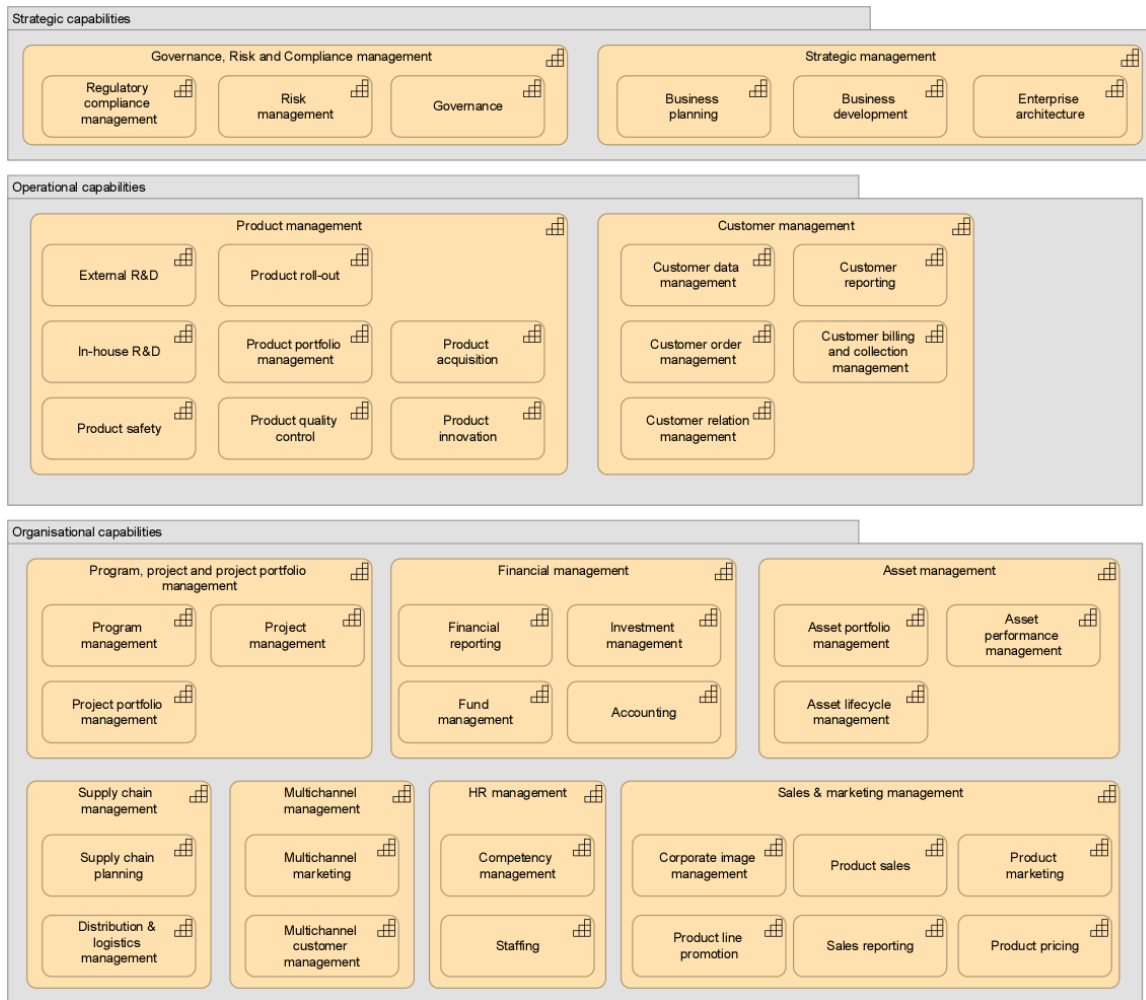 Strategic capabilities
Governance, Risk and Compliance management
Regulatory
compliance
management
Risk
management
Governance
Strategic management
Business
planning
Business
development
Enterprise
architecture
Operational capabilities
Product management
External R&D
Product roll-out
In-house R&D
Product portfolio
management
Product
acquisition
Product safety
Product quality
control
Product
innovation
Customer management
Customer data
management
Customer
reporting
Customer order
management
Customer billing
and collection
management
Customer relation
management
Organisational capabilities
Program, project and project portfolio
management
Program
management
Project
management
Project portfolio
management
Financial management
Financial
reporting
Investment
management
Fund
management
Accounting
Asset management
Asset portfolio
management
Asset
performance
management
Asset lifecycle
management
Supply chain
management
Supply chain
planning
Distribution &
logistics
management
Multichannel
management
Multichannel
marketing
Multichannel
customer
management
HR management
Competency
management
Staffing
Sales & marketing management
Corporate image
management
Product sales
Product
marketing
Product line
promotion
Sales reporting
Product pricing